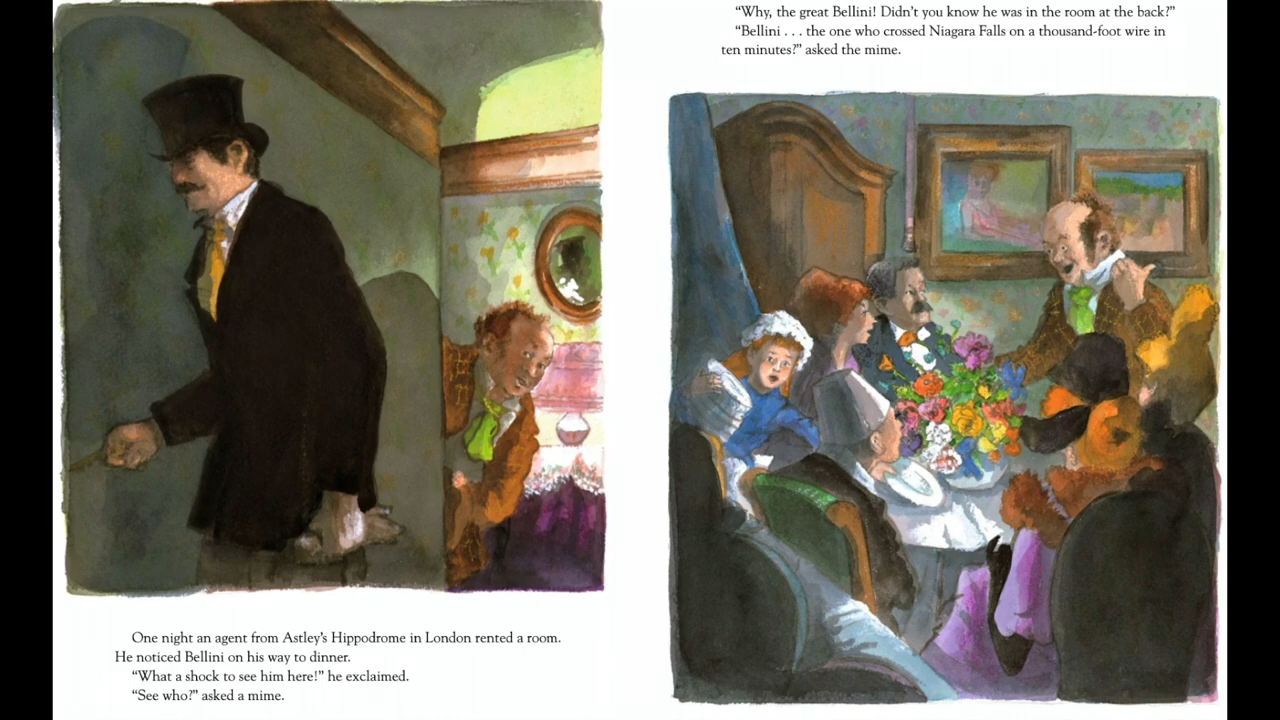 One night an agent from Astley’s Hippodrome in London rented a room.
He noticed Bellini on his way to dinner.
“What a shock to see him here!” he exclaimed.
“See who?” asked a mime.
“Why, the great Bellini! Didn’t you know he was in the room at the back?”
“Bellini . . . the one who crossed Niagara Falls on a thousand-foot wire in
ten minutes?” asked the mime.